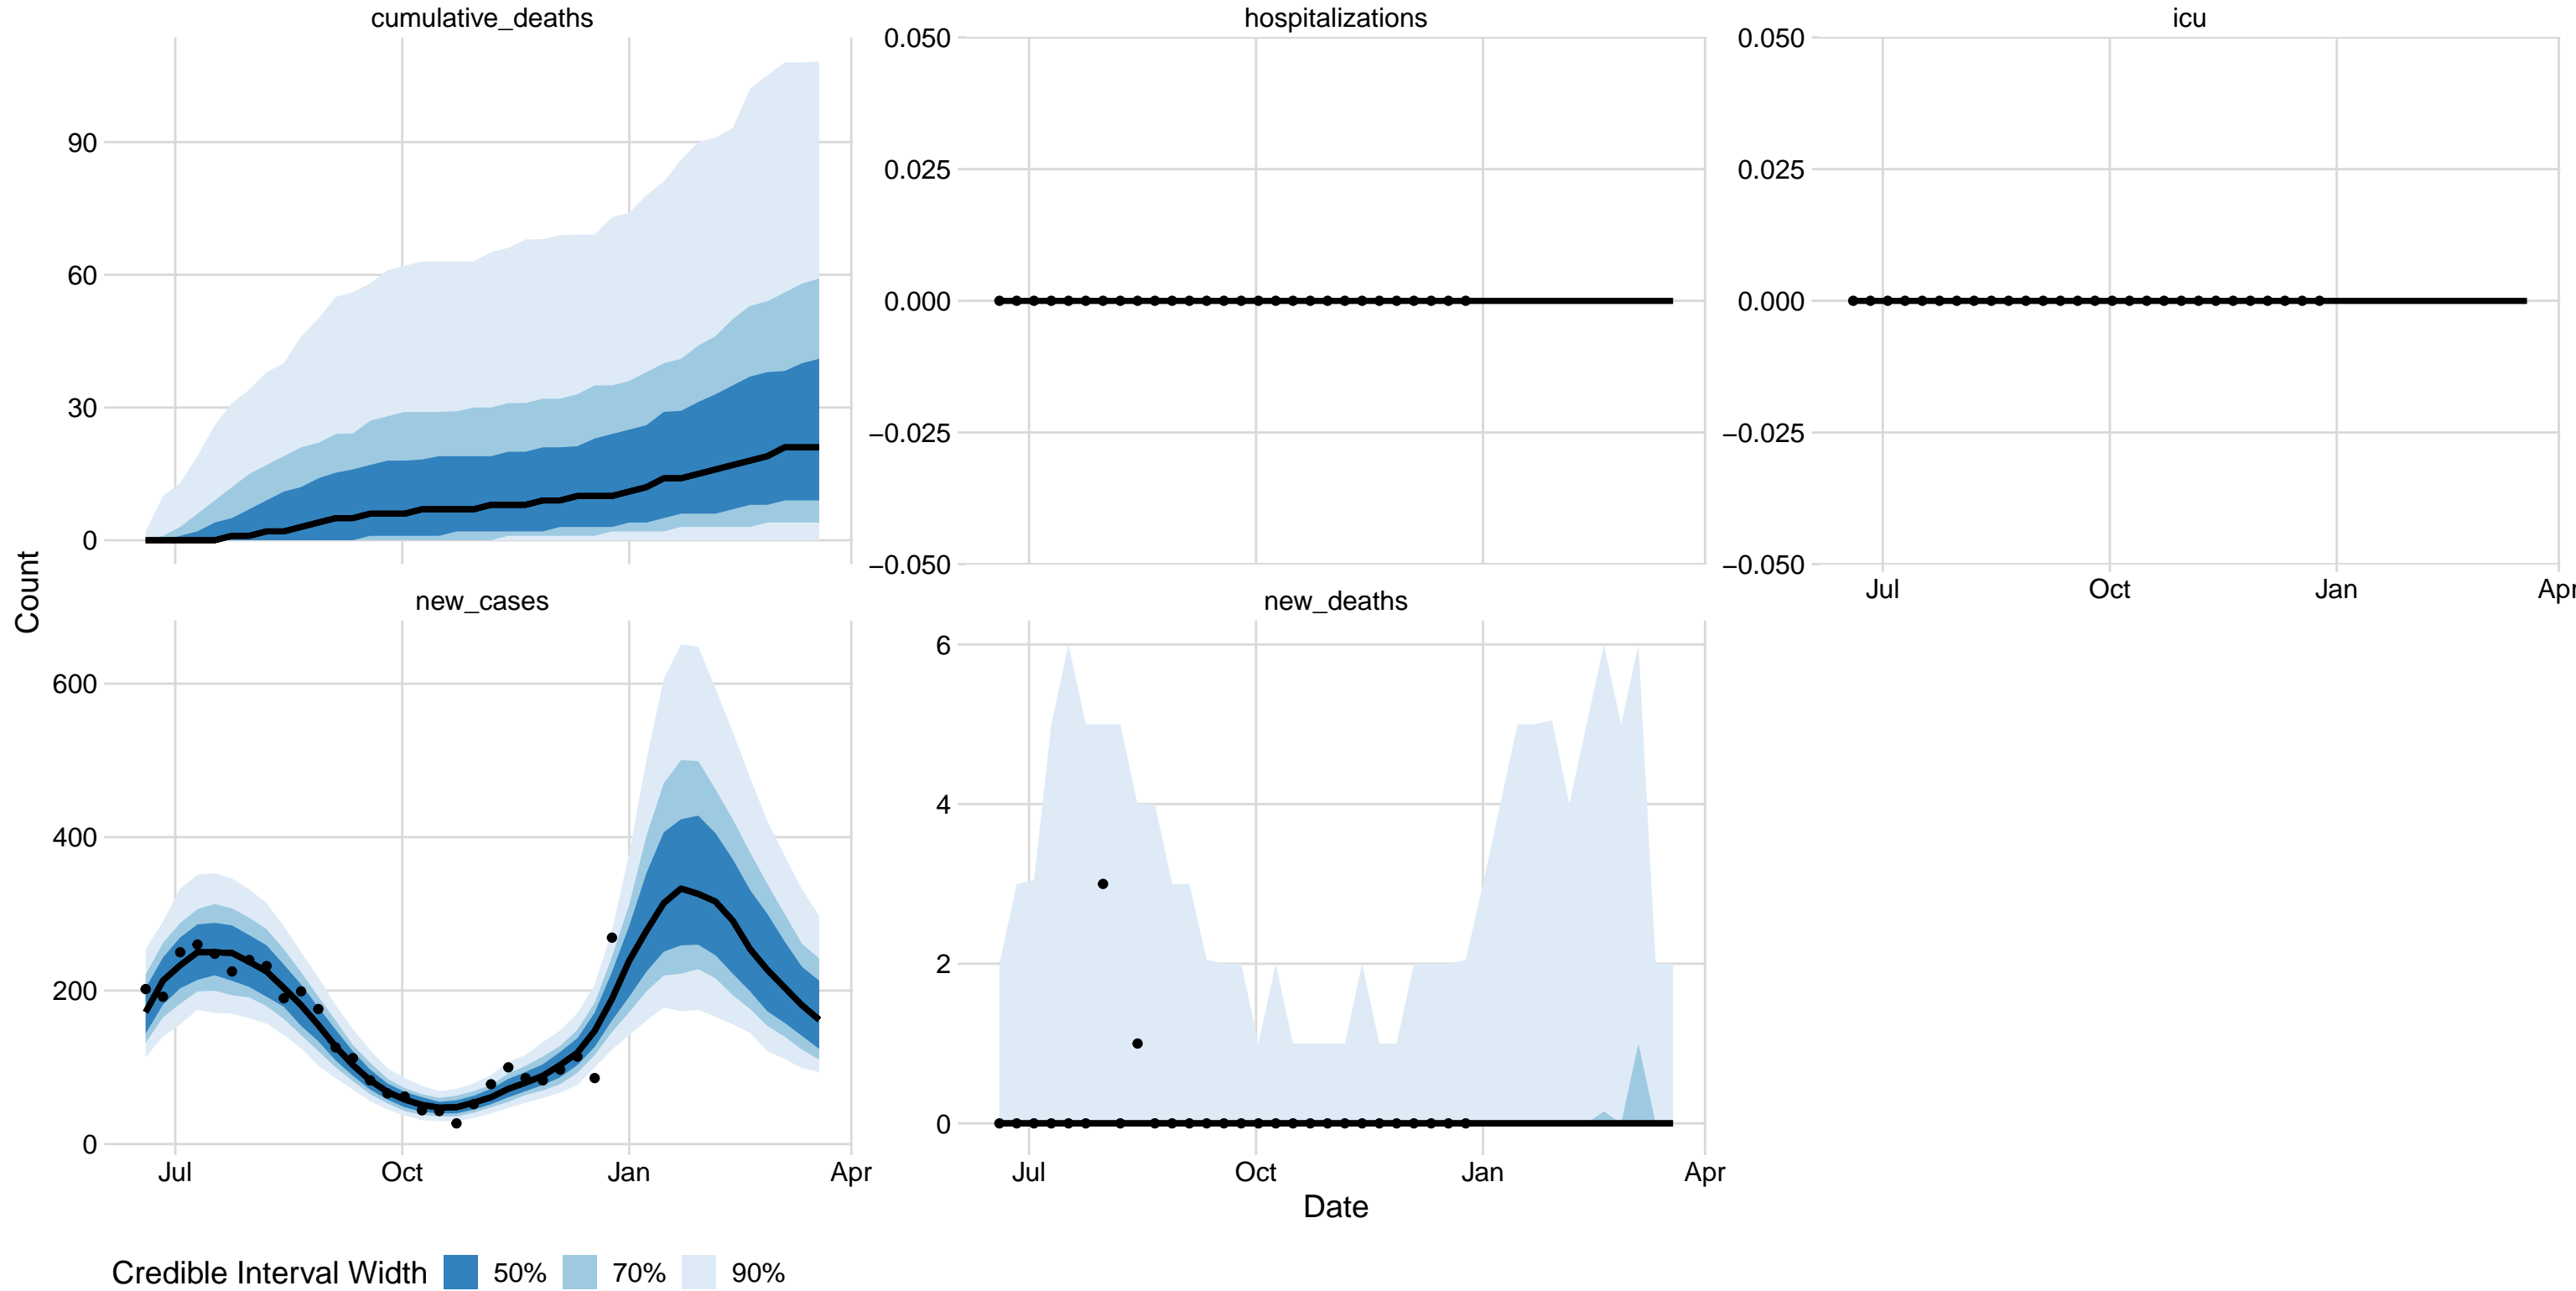 cumulative_deaths
hospitalizations
icu
90
60
30
0
0.050
0.025
0.000
−0.025
−0.050
0.050
0.025
0.000
−0.025
−0.050
Jul Oct Jan Apr
Count
new_cases
new_deaths
600
400
200
0
6
4
2
0
Jul Oct Jan Apr
Jul Oct Jan Apr
Date
Credible Interval Width 50% 70% 90%